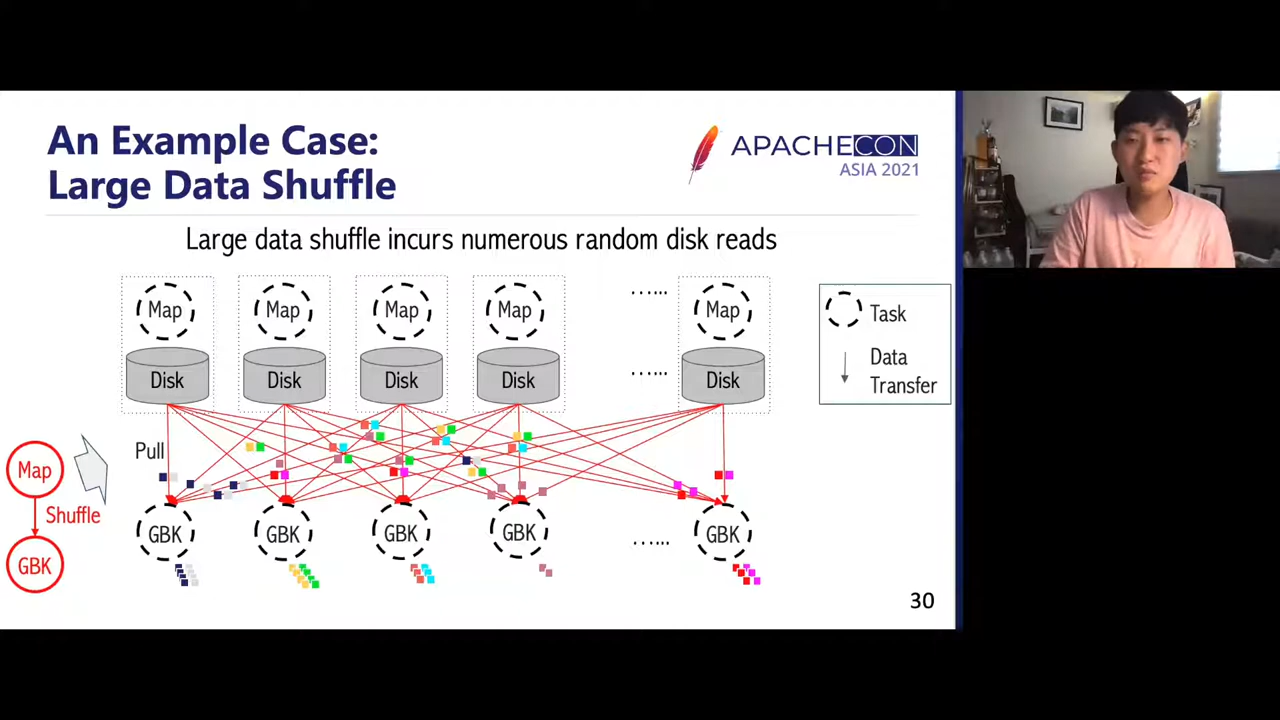 An Example Case:
Large Data Shuffle
APACHECON
ASIA 2021
Large data shuffle incurs numerous random disk reads
Map Map Map Map ...... Map
Disk Disk Disk Disk ...... Disk
Task
Data
Transfer
Pull
Map
Shuffle
GBK
GBK GBK GBK GBK ...... GBK
30